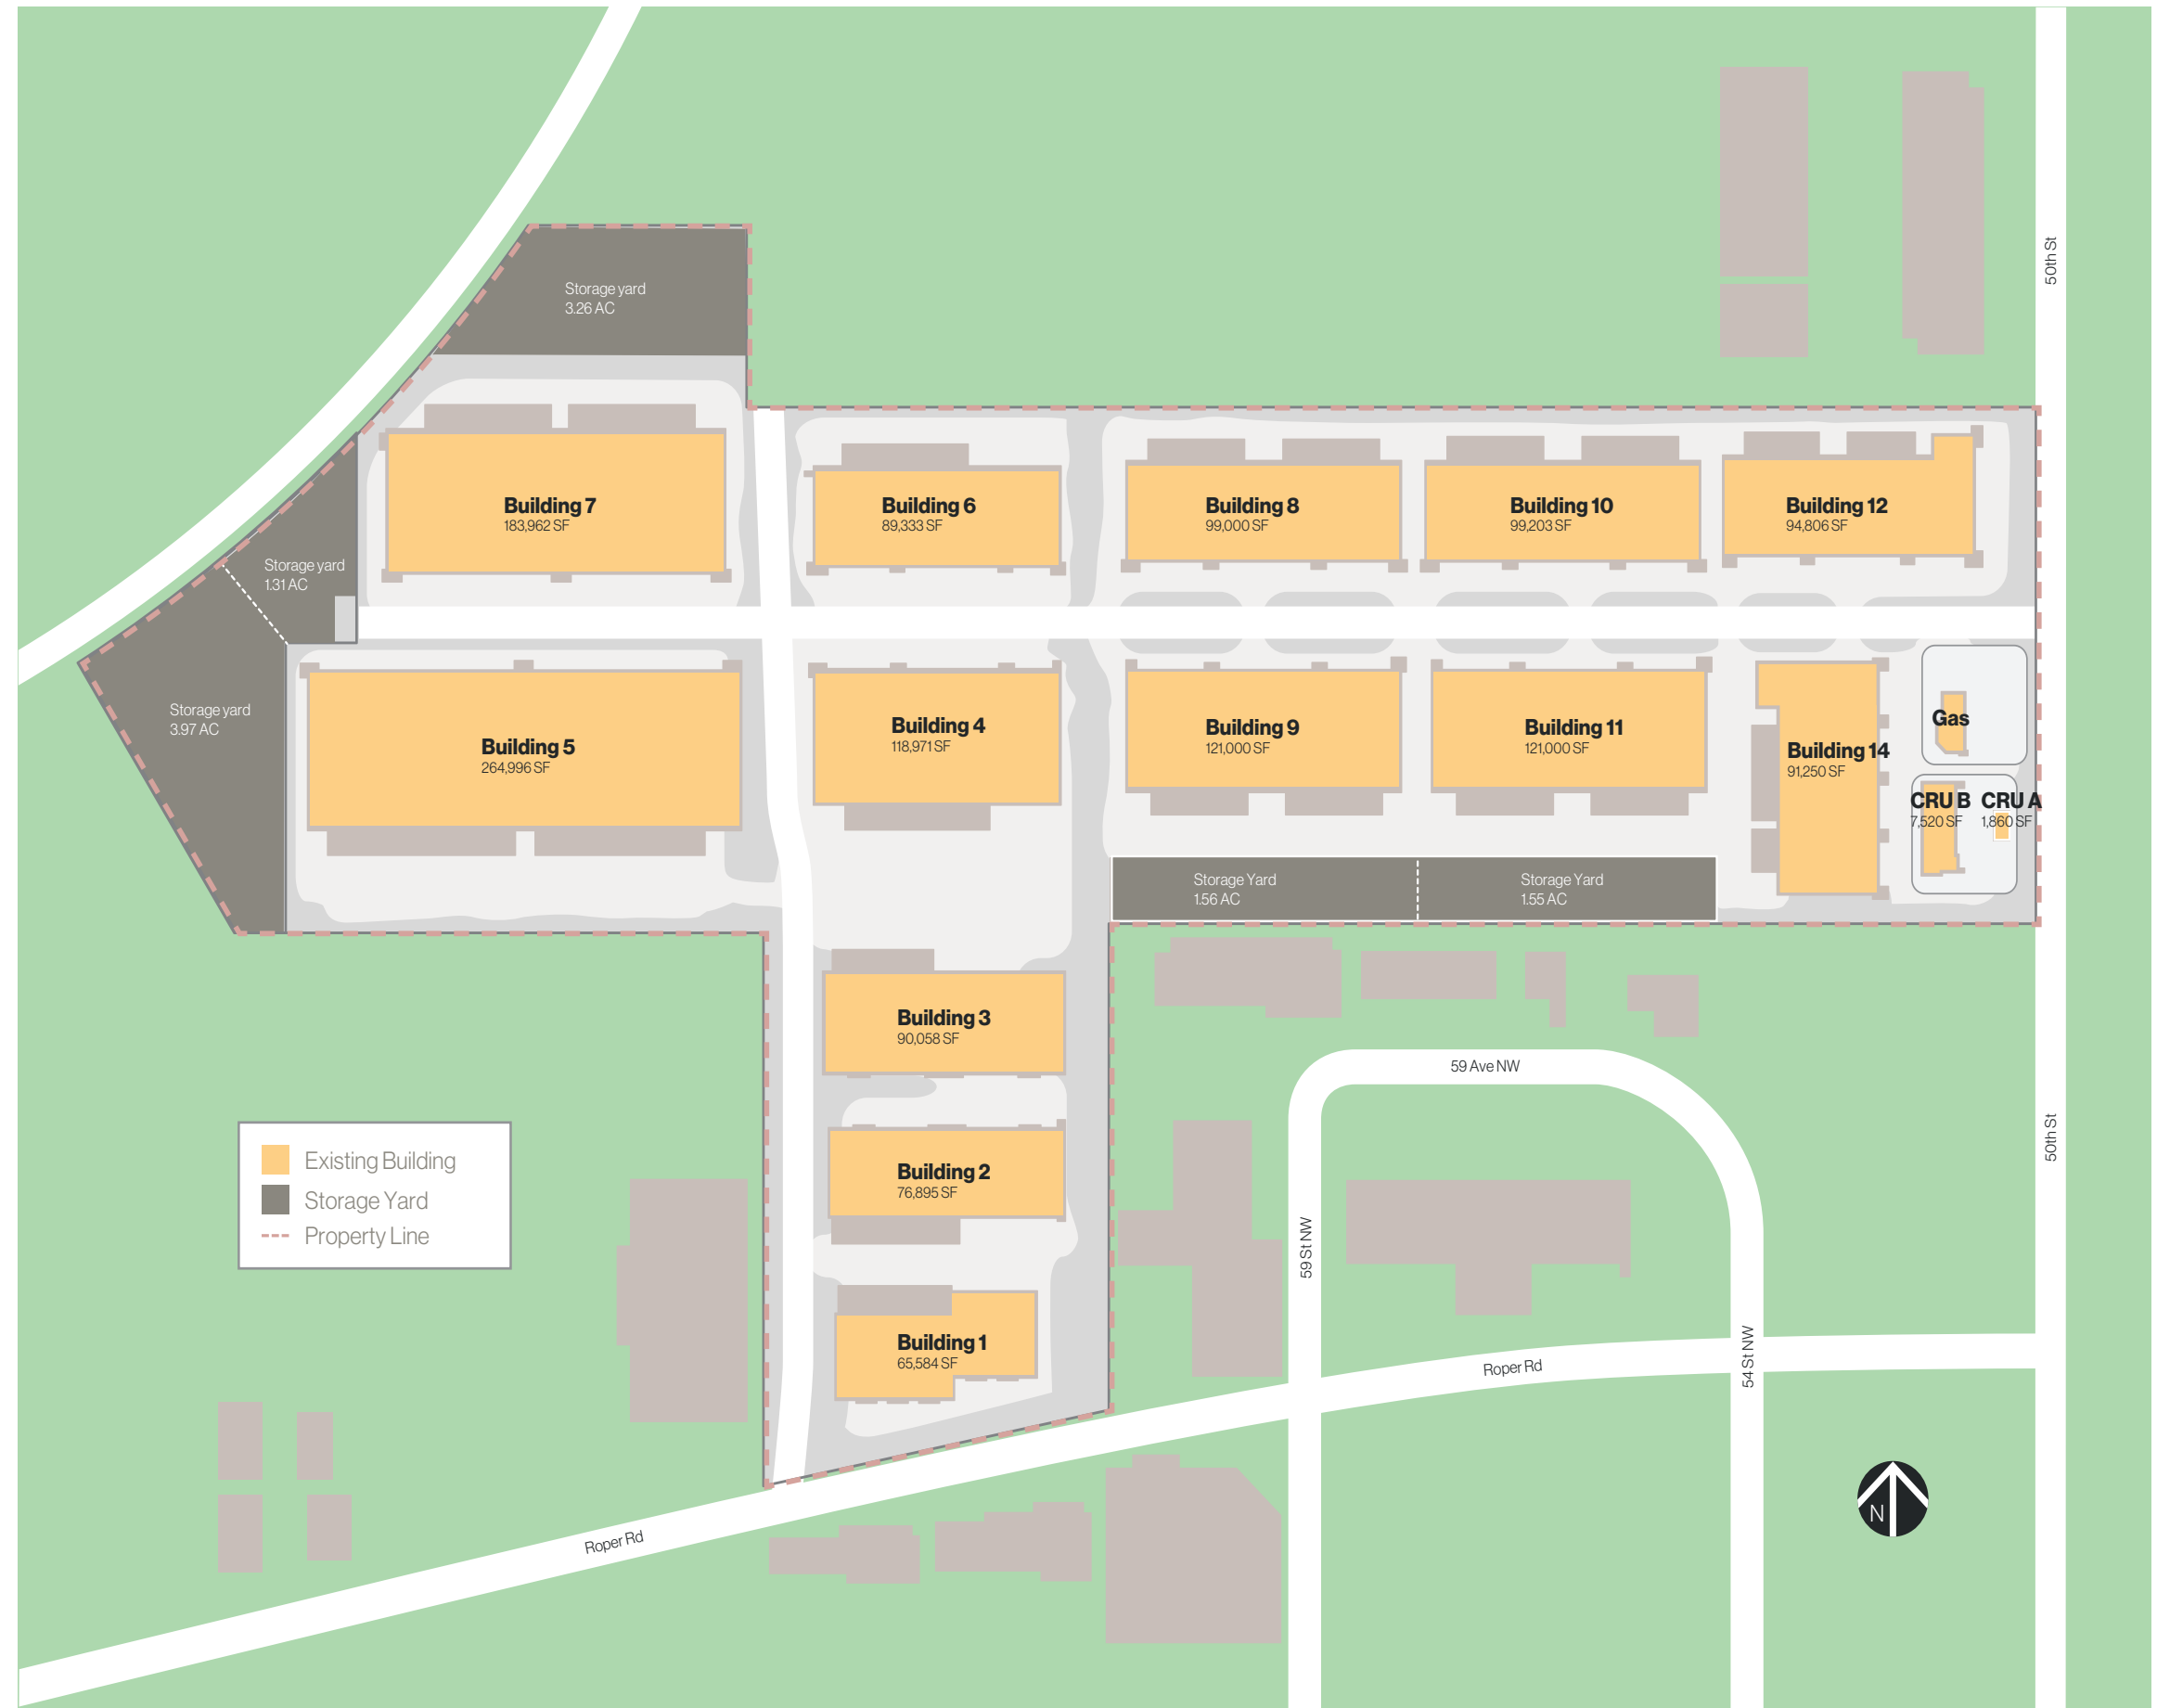 50th St
Storage yard
3.26 AC
Building 7
183,962 SF
Building 6
89,333 SF
Building 8
99,000 SF
Building 10
99,203 SF
Building 12
94,806 SF
Storage yard
1.31 AC
Storage yard
3.97 AC
Building 5
264,996 SF
Building 4
118,971 SF
Building 9
121,000 SF
Building 11
121,000 SF
Building 14
91,250 SF
Gas
CRU B
7,520 SF
CRU A
1,860 SF
Storage Yard
1.56 AC
Storage Yard
1.55 AC
Building 3
90,058 SF
59 Ave NW
50th St
Existing Building
Storage Yard
Property Line
Building 2
76,895 SF
59 St NW
Building 1
65,584 SF
Roper Rd
54 St NW
N
Roper Rd